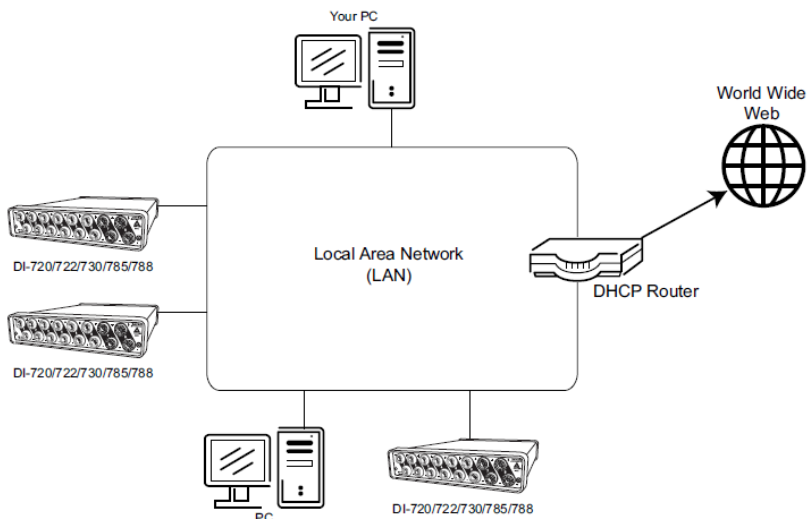 Your PC
World Wide
Web
DI-720/722/730/785/788
Local Area Network
(LAN)
DHCP Router
DI-720/722/730/785/788
PC
DI-720/722/730/785/788